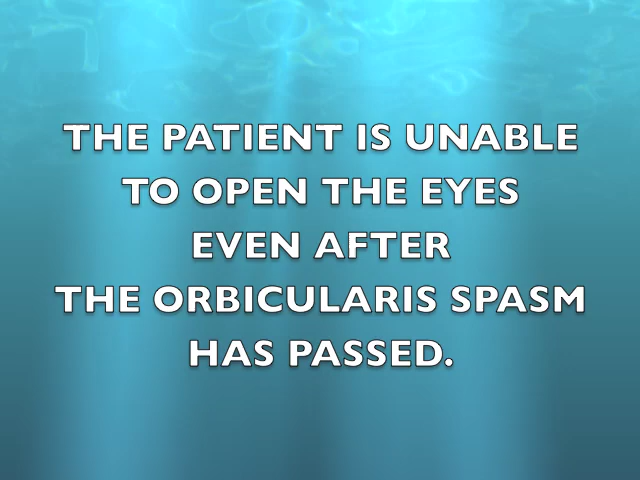 THE PATIENT IS UNABLE
TO OPEN THE EYES
EVEN AFTER
THE ORBICULARIS SPASM
HAS PASSED.